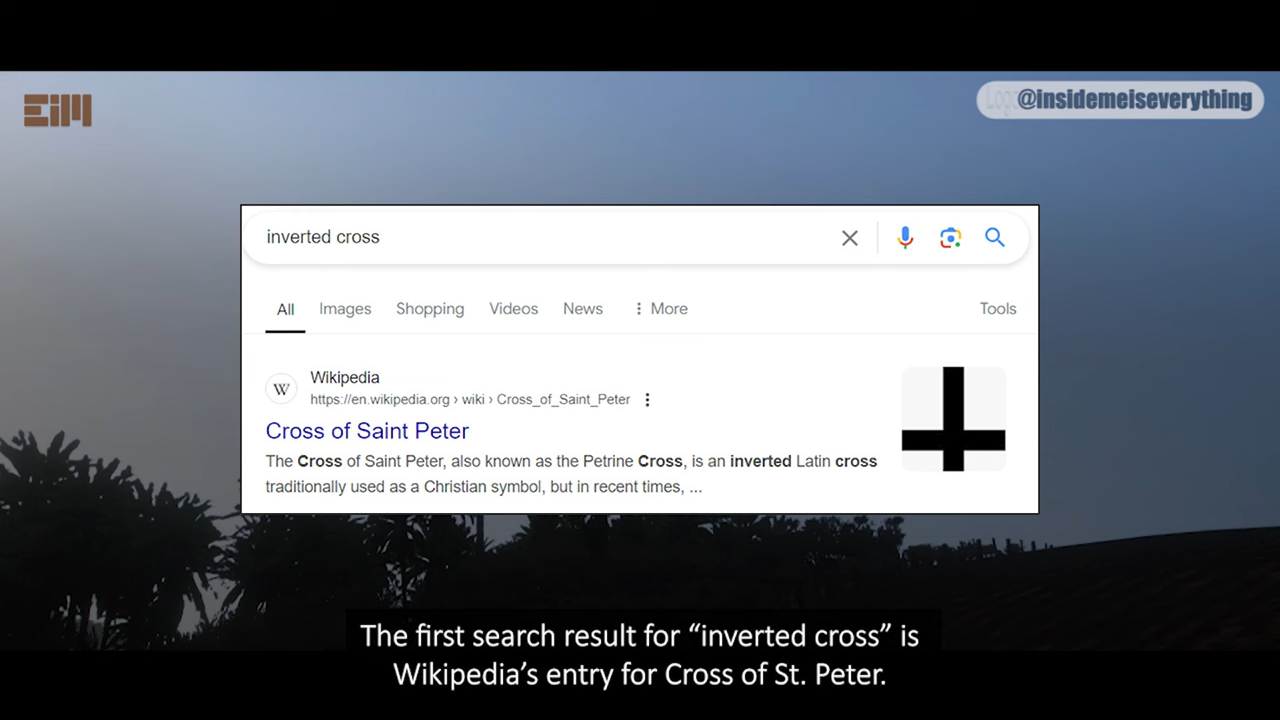 EiM
@insidemeiseverything
inverted cross
All Images Shopping Videos News More Tools
W
Wikipedia
https://en.wikipedia.org › wiki › Cross_of_Saint_Peter
Cross of Saint Peter
The Cross of Saint Peter, also known as the Petrine Cross, is an inverted Latin cross
traditionally used as a Christian symbol, but in recent times, ...
The first search result for “inverted cross” is
Wikipedia’s entry for Cross of St. Peter.